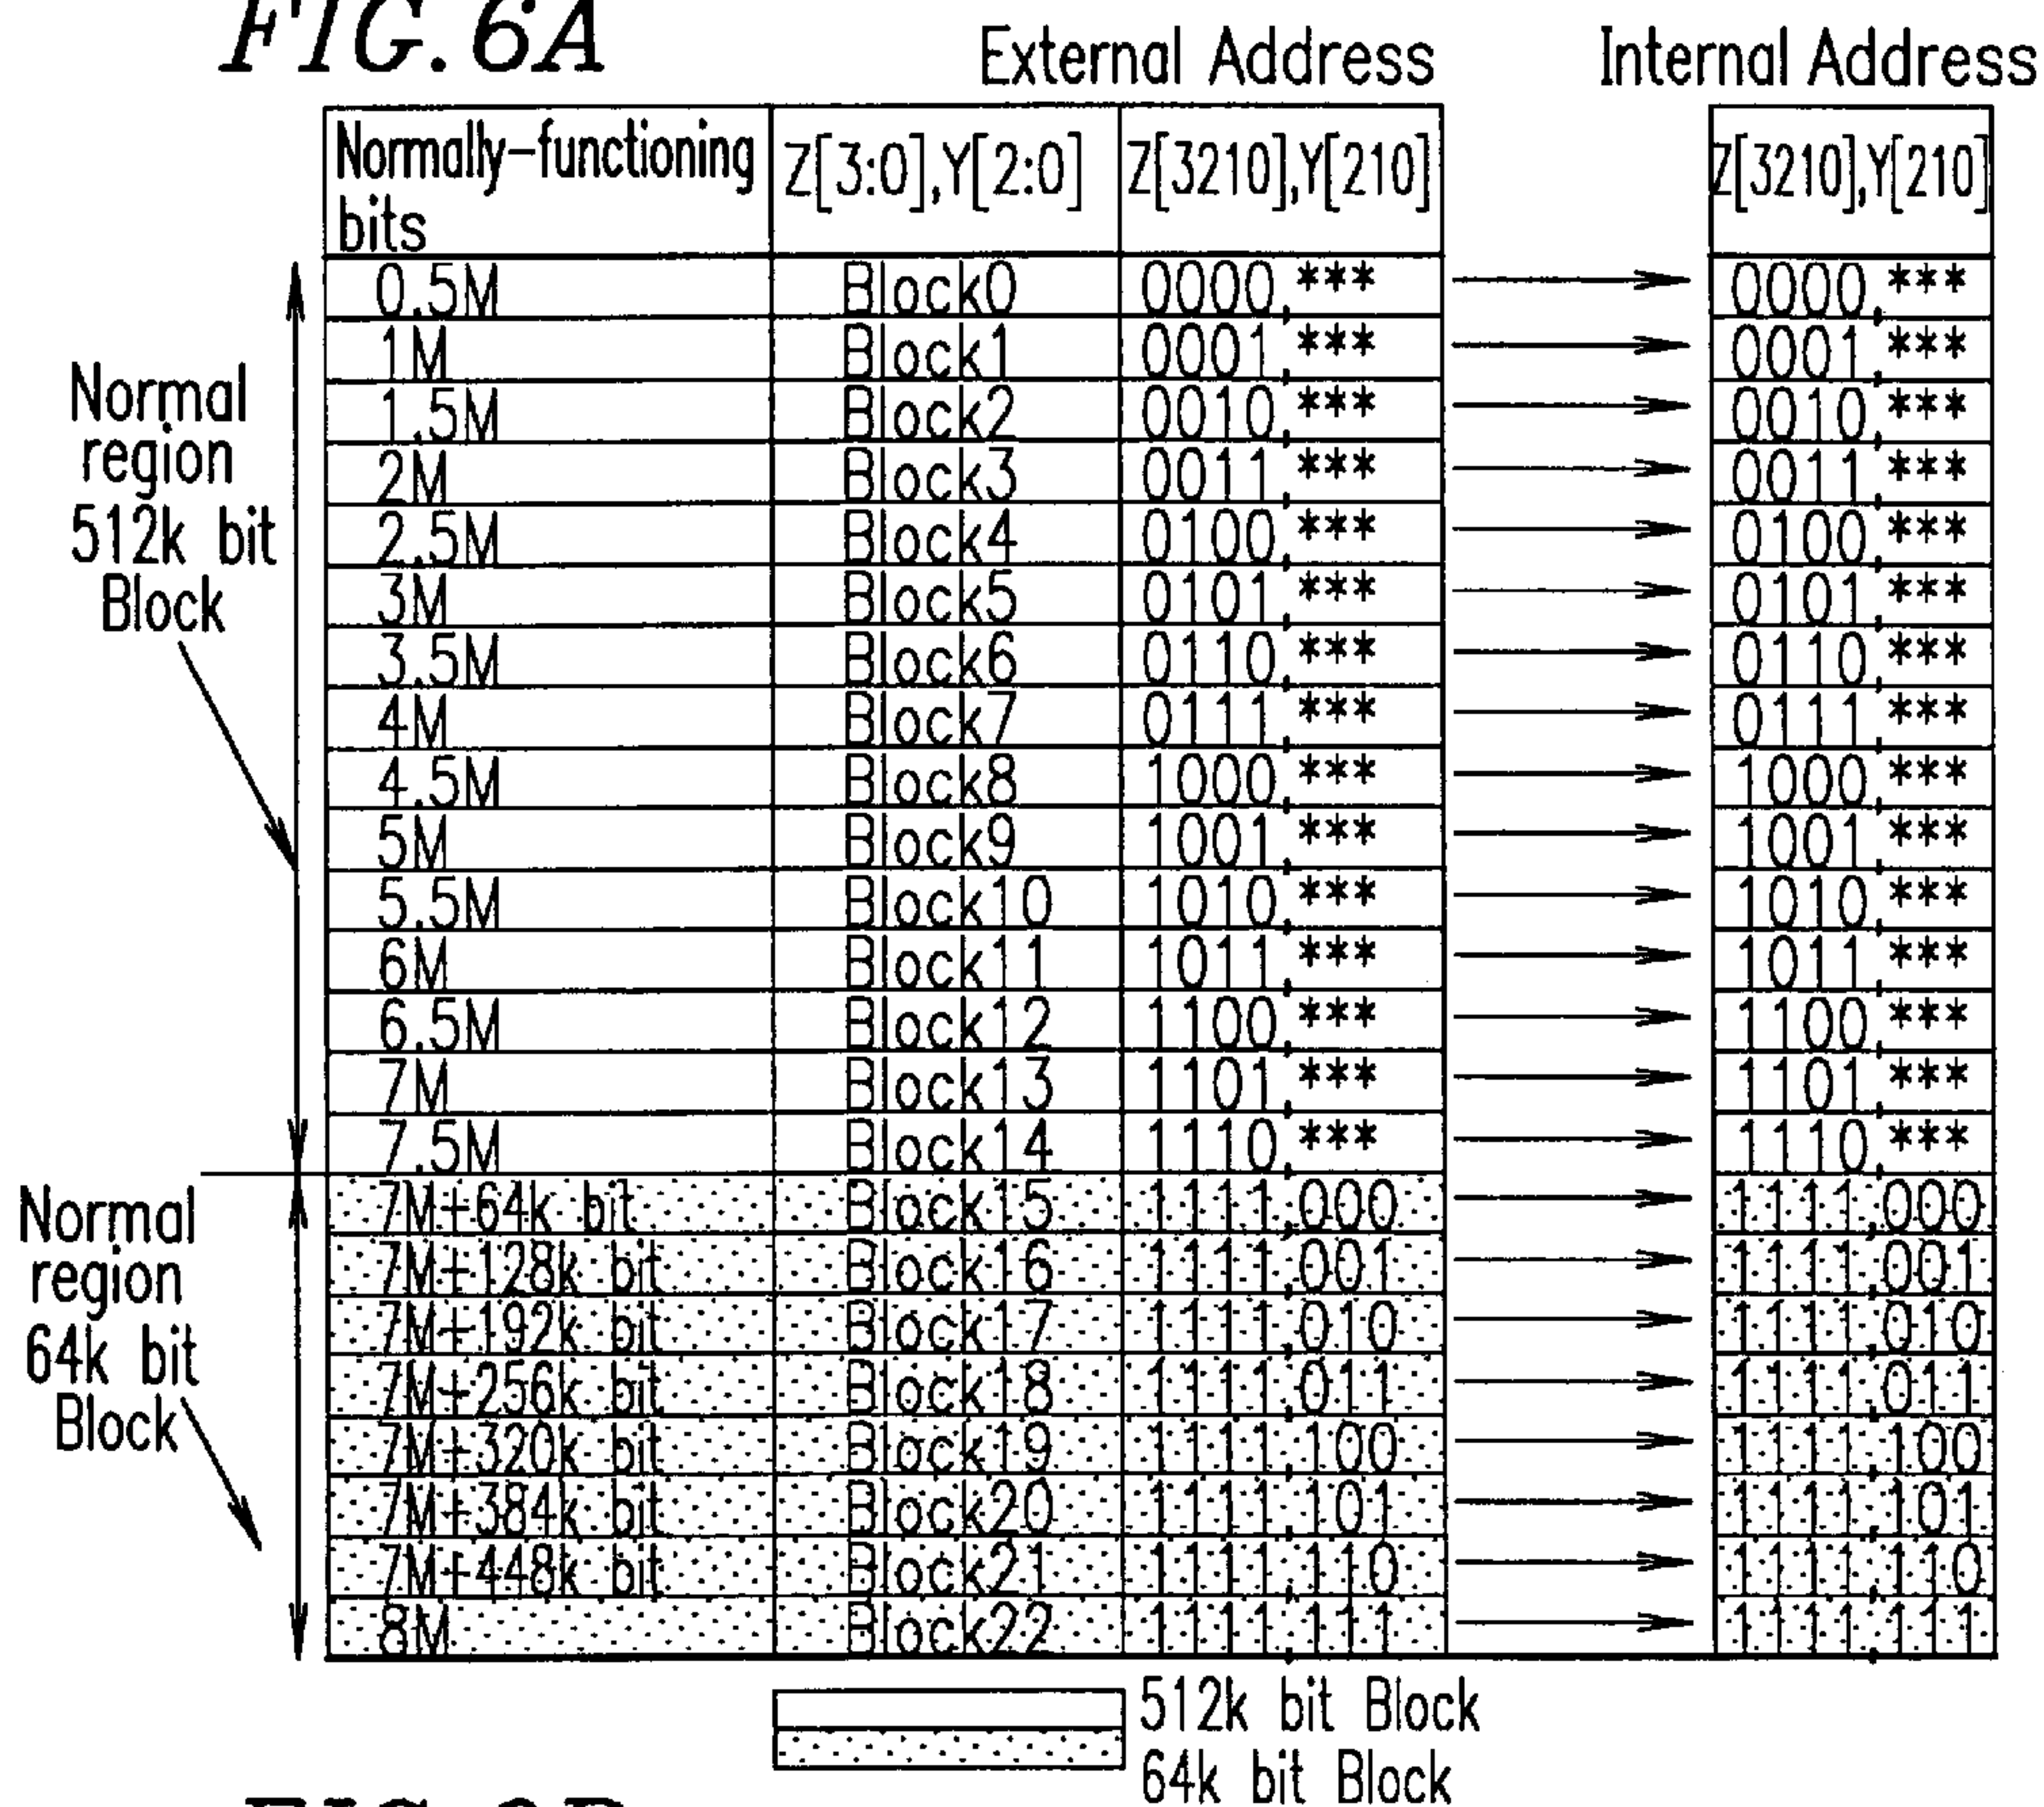 FIG. 6A
External Address
Internal Address
Normally-functioning bits Z[3:0],Y[2:0] Z[3210],Y[210] Z[3210],Y[210]
0.5M Block0 0000,*** 0000,***
1M Block1 0001,*** 0001,***
1.5M Block2 0010,*** 0010,***
2M Block3 0011,*** 0011,***
2.5M Block4 0100,*** 0100,***
3M Block5 0101,*** 0101,***
3.5M Block6 0110,*** 0110,***
4M Block7 0111,*** 0111,***
4.5M Block8 1000,*** 1000,***
5M Block9 1001,*** 1001,***
5.5M Block10 1010,*** 1010,***
6M Block11 1011,*** 1011,***
6.5M Block12 1100,*** 1100,***
7M Block13 1101,*** 1101,***
7.5M Block14 1110,*** 1110,***
7M+64k bit Block15 1111,000 1111,000
7M+128k bit Block16 1111,001 1111,001
7M+192k bit Block17 1111,010 1111,010
7M+256k bit Block18 1111,011 1111,011
7M+320k bit Block19 1111,100 1111,100
7M+384k bit Block20 1111,101 1111,101
7M+448k bit Block21 1111,110 1111,110
8M Block22 1111,111 1111,111
Normal
region
512k bit
Block
Normal
region
64k bit
Block
512k bit Block
64k bit Block